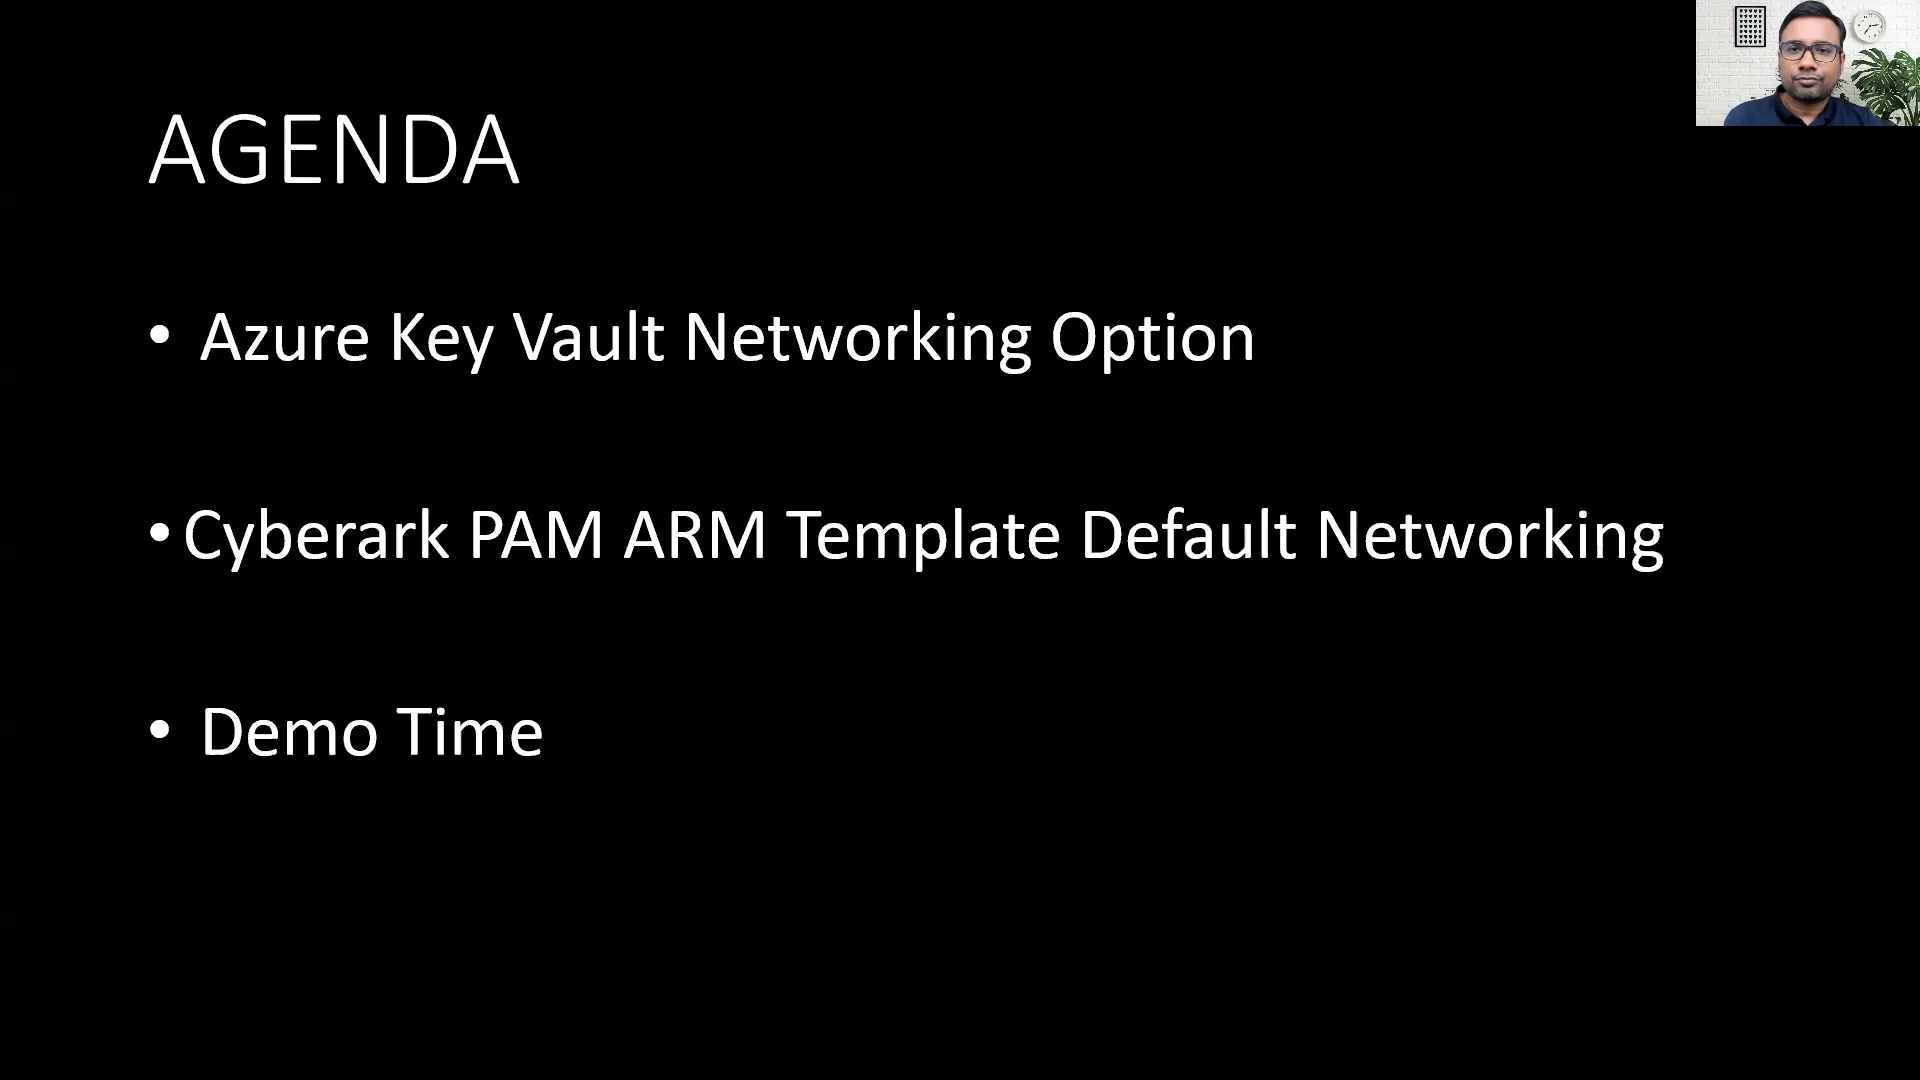 AGENDA
• Azure Key Vault Networking Option
• Cyberark PAM ARM Template Default Networking
• Demo Time